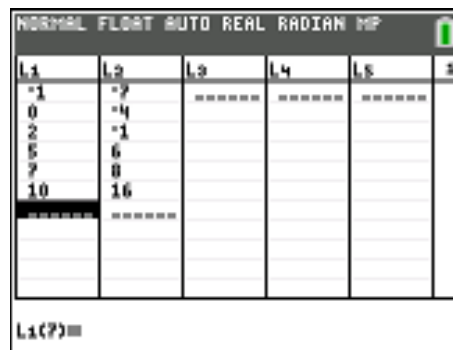 NORMAL FLOAT AUTO REAL RADIAN MP
L1 L2 L3 L4 L5
-1 -7 ------ ------ ------
0 -4
2 -1
5 6
7 8
10 16
------ ------
L1(7)=